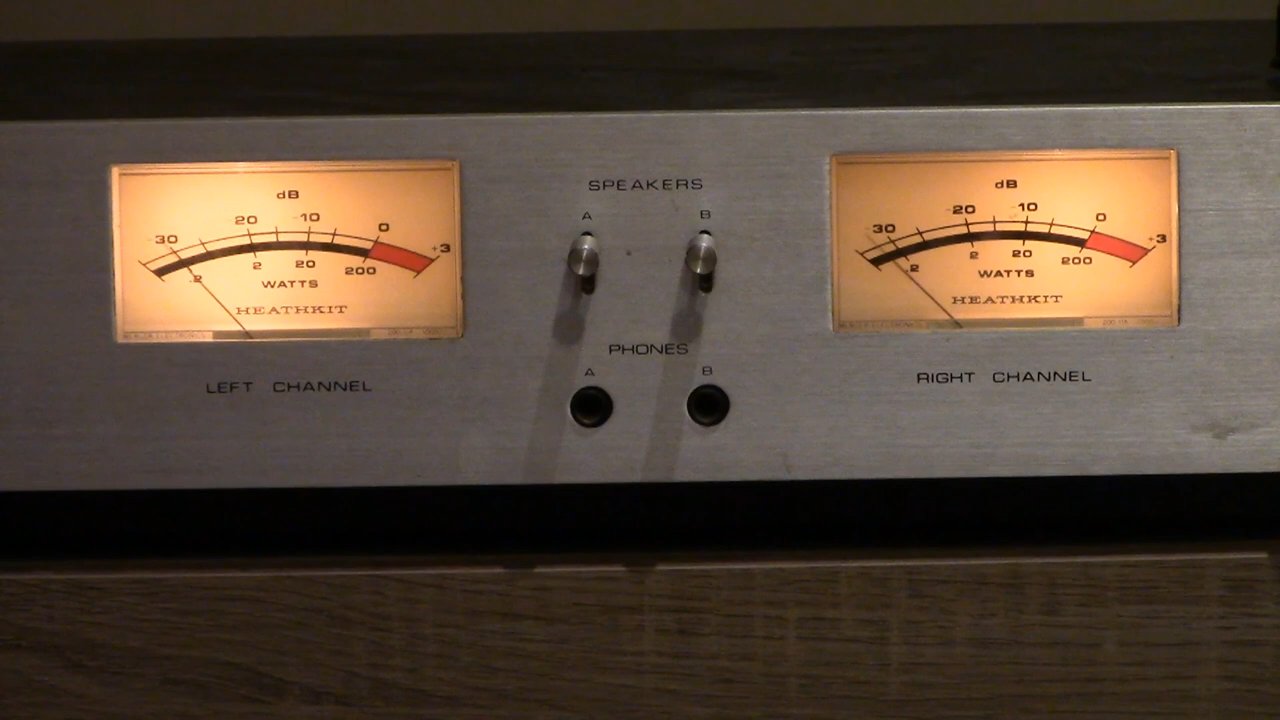 dB
-30 -20 -10 0 +3
.2 2 20 200
WATTS
HEATHKIT
LEFT CHANNEL
SPEAKERS
A B
PHONES
A B
dB
30 -20 -10 0 +3
.2 2 20 200
WATTS
HEATHKIT
RIGHT CHANNEL